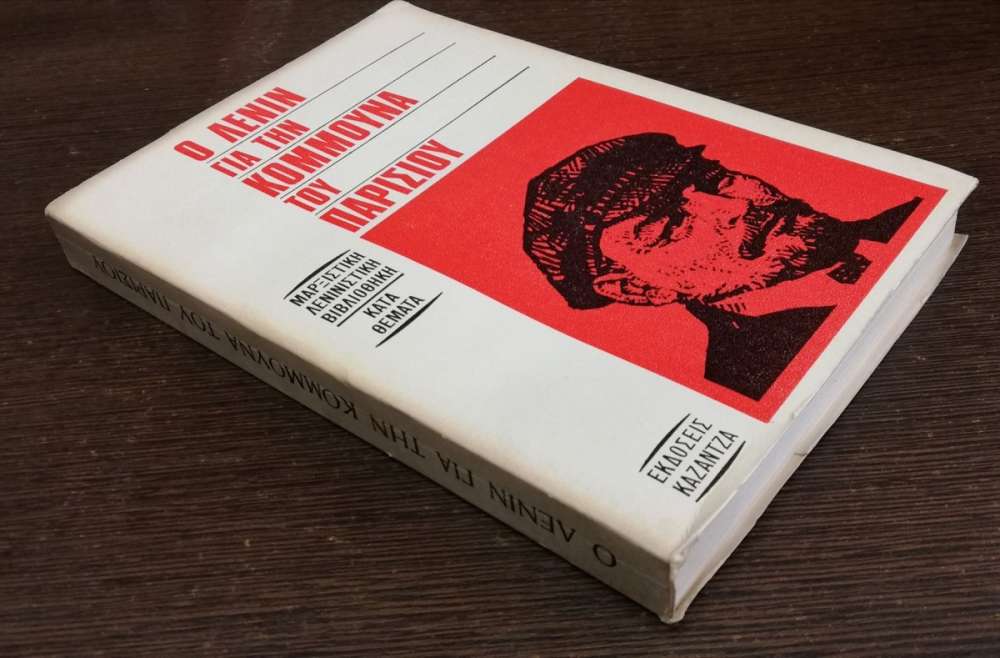 Ο ΛΕΝΙΝ
ΓΙΑ ΤΗΝ
ΚΟΜΜΟΥΝΑ
ΤΟΥ
ΠΑΡΙΣΙΟΥ
ΜΑΡΞΙΣΤΙΚΗ
ΛΕΝΙΝΙΣΤΙΚΗ
ΒΙΒΛΙΟΘΗΚΗ
ΚΑΤΑ
ΘΕΜΑΤΑ
ΕΚΔΟΣΕΙΣ
ΚΑΖΑΝΤΖΑ
Ο ΛΕΝΙΝ ΓΙΑ ΤΗΝ ΚΟΜΜΟΥΝΑ ΤΟΥ ΠΑΡΙΣΙΟΥ